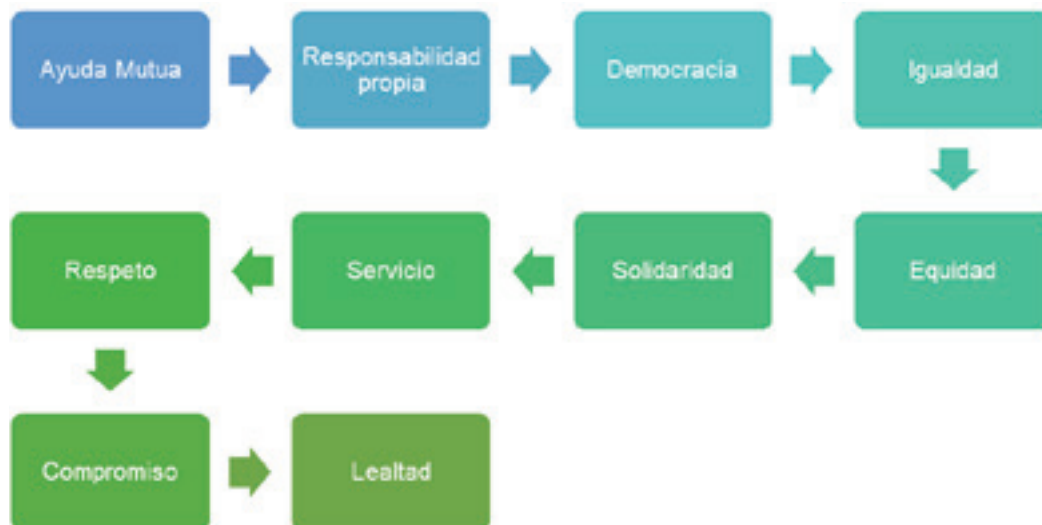 Ayuda Mutua
Responsabilidad
propia
Democracia
Igualdad
Equidad
Solidaridad
Servicio
Respeto
Compromiso
Lealtad